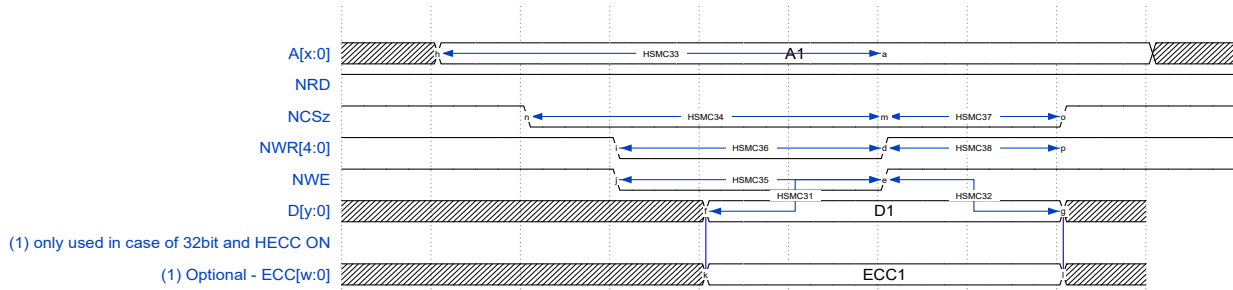 A[x:0] h HSMC33 A1 a
NRD
NCSz n HSMC34 m HSMC37 o
NWR[4:0] i HSMC36 d HSMC38 p
NWE j HSMC35 e
HSMC31 HSMC32
D[y:0] f D1 g
(1) only used in case of 32bit and HECC ON
(1) Optional - ECC[w:0] k ECC1 l